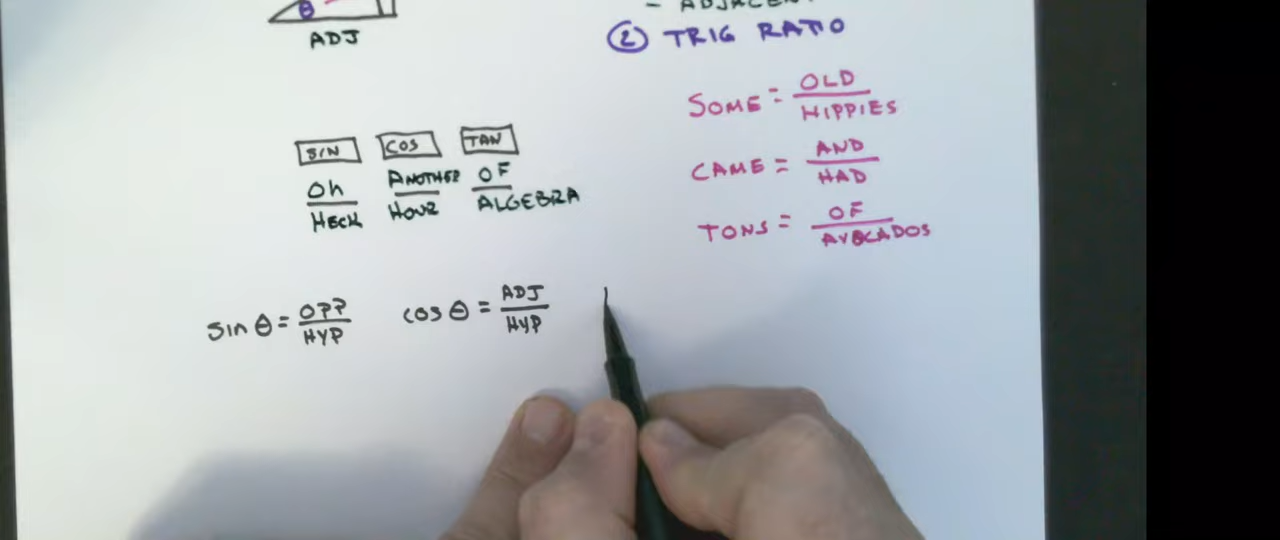 θ
ADJ
- ADJACENT
② TRIG RATIO
SOME = OLD
HIPPIES
CAME = AND
HAD
TONS = OF
AVOCADOS
SIN COS TAN
Oh ANOTHER OF
HECK HOUR ALGEBRA
sin θ = OPP
HYP
cos θ = ADJ
HYP